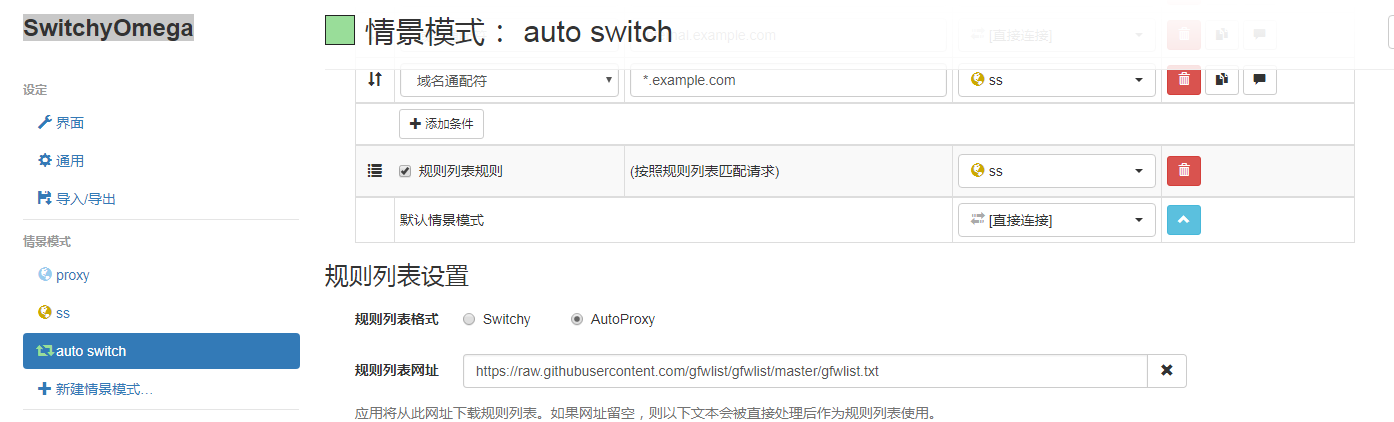 SwitchyOmega
情景模式： auto switch
nal.example.com
[直接连接]
设定
域名通配符
*.example.com
ss
界面
添加条件
通用
规则列表规则
(按照规则列表匹配请求)
ss
导入/导出
默认情景模式
[直接连接]
情景模式
规则列表设置
proxy
ss
规则列表格式
Switchy
AutoProxy
auto switch
规则列表网址
https://raw.githubusercontent.com/gfwlist/gfwlist/master/gfwlist.txt
新建情景模式…
应用将从此网址下载规则列表。如果网址留空，则以下文本会被直接处理后作为规则列表使用。